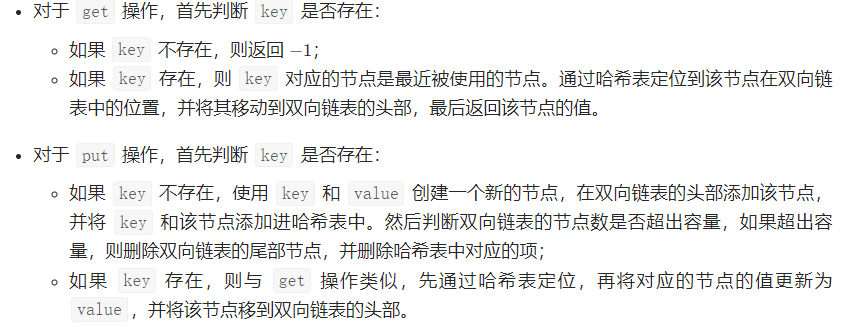 • 对于 get 操作，首先判断 key 是否存在：
◦ 如果 key 不存在，则返回 −1；
◦ 如果 key 存在，则 key 对应的节点是最近被使用的节点。通过哈希表定位到该节点在双向链
表中的位置，并将其移动到双向链表的头部，最后返回该节点的值。
• 对于 put 操作，首先判断 key 是否存在：
◦ 如果 key 不存在，使用 key 和 value 创建一个新的节点，在双向链表的头部添加该节点，
并将 key 和该节点添加进哈希表中。然后判断双向链表的节点数是否超出容量，如果超出容
量，则删除双向链表的尾部节点，并删除哈希表中对应的项；
◦ 如果 key 存在，则与 get 操作类似，先通过哈希表定位，再将对应的节点的值更新为
value ，并将该节点移到双向链表的头部。